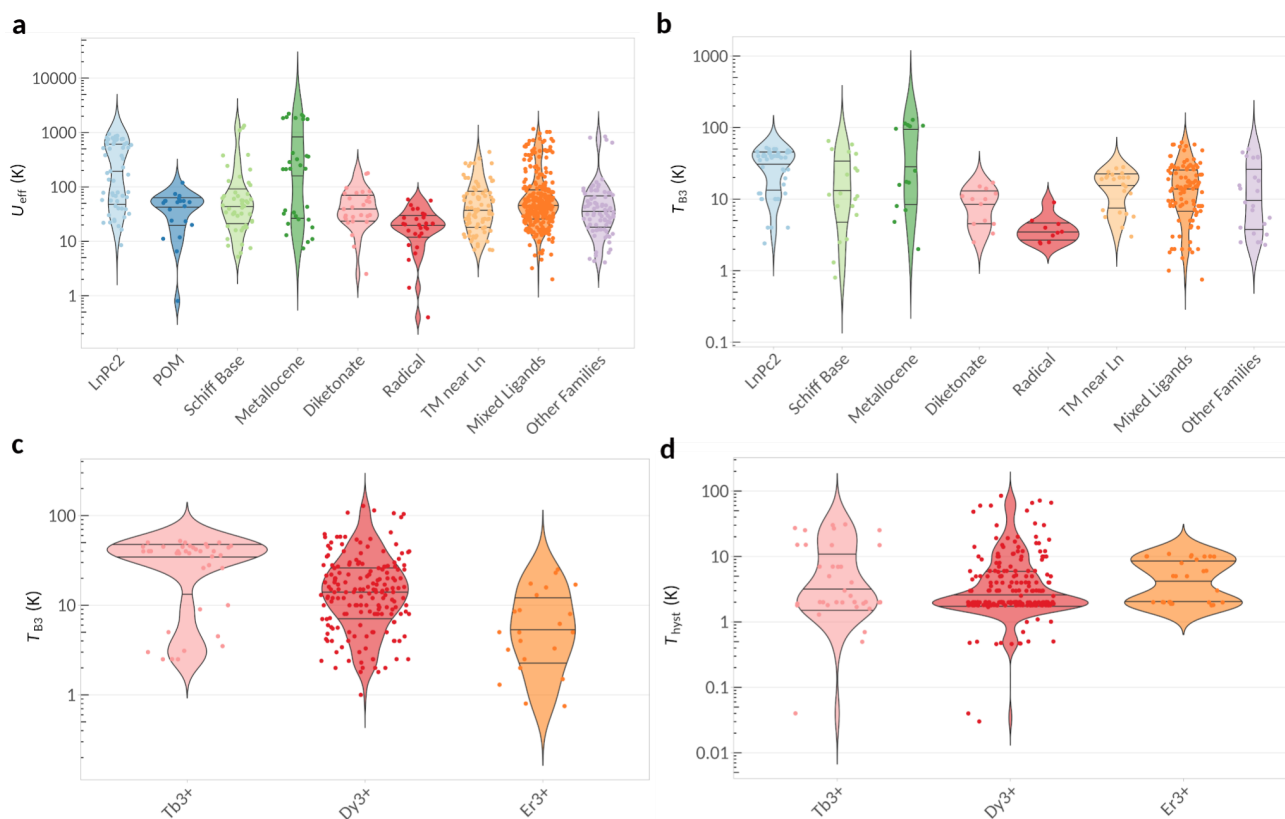 a
U_eff (K)
10000
1000
100
10
1
LnPc2
POM
Schiff Base
Metallocene
Diketonate
Radical
TM near Ln
Mixed Ligands
Other Families
b
T_B3 (K)
1000
100
10
1
0.1
LnPc2
Schiff Base
Metallocene
Diketonate
Radical
TM near Ln
Mixed Ligands
Other Families
c
T_B3 (K)
100
10
1
Tb3+
Dy3+
Er3+
d
T_hyst (K)
100
10
1
0.1
0.01
Tb3+
Dy3+
Er3+